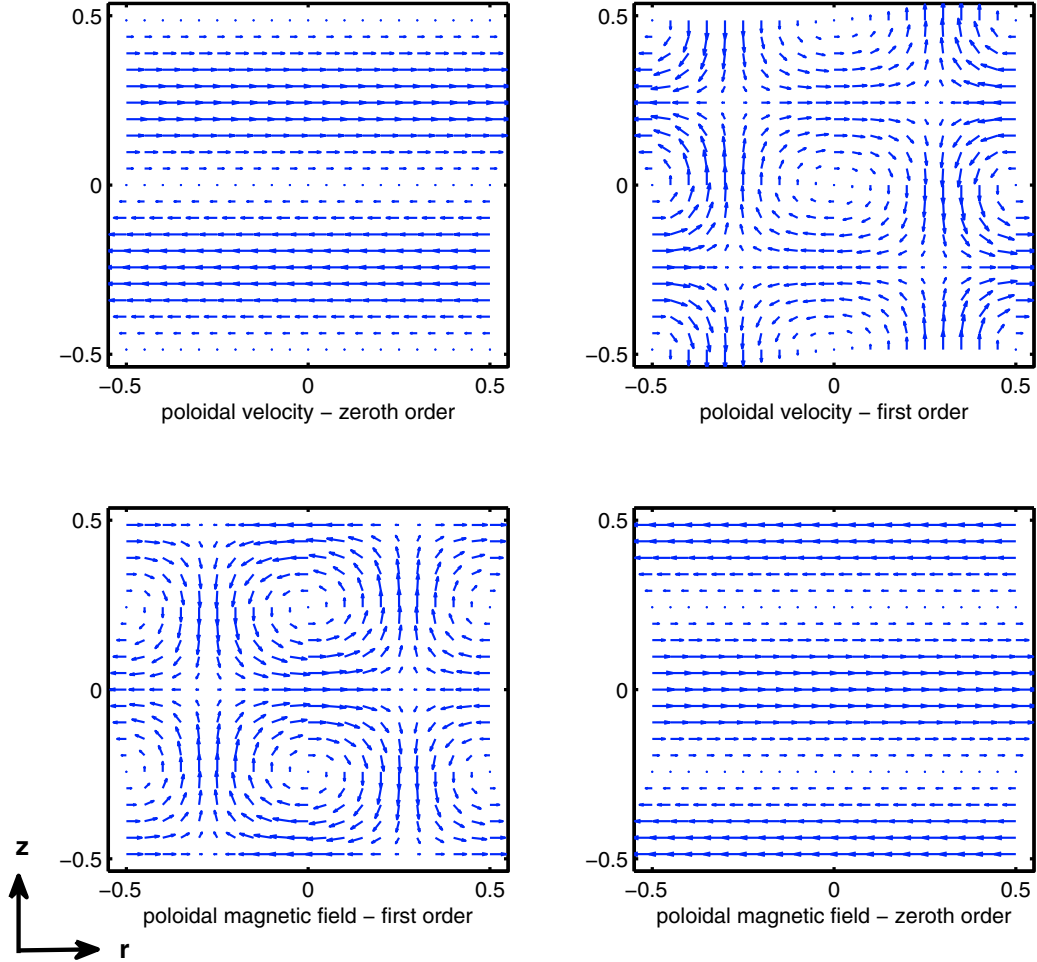 0.5 0.5
0 0
−0.5 −0.5
−0.5 0 0.5 −0.5 0 0.5
poloidal velocity − zeroth order poloidal velocity − first order
0.5 0.5
0 0
−0.5 −0.5
−0.5 0 0.5 −0.5 0 0.5
poloidal magnetic field − first order poloidal magnetic field − zeroth order
z
r